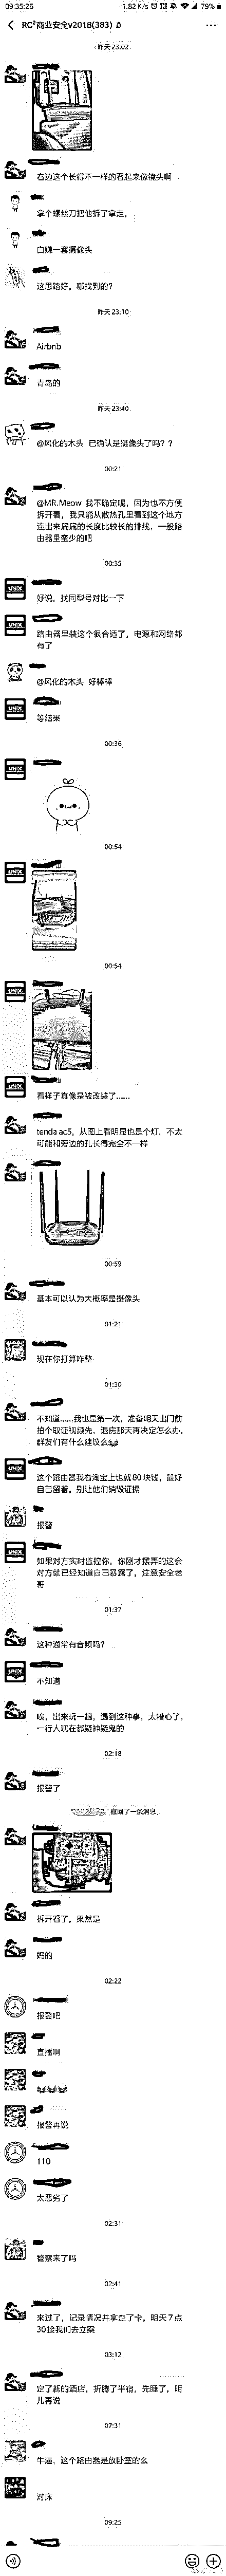 09:35:26
1.82 K/s
79%
RC²商业安全v2018(383)
昨天 23:02
右边这个长得不一样的看起来像镜头啊
拿个螺丝刀把他拆了拿走,
白嫖一套摄像头
这思路好,哪找到的?
昨天 23:10
Airbnb
青岛的
昨天 23:40
@风化的木头 已确认是摄像头了吗??
00:21
@MR.Meow 我不确定呢,因为也不方便
拆开看,我只能从散热孔里看到这个地方
连出来扁扁的长度比较长的排线,一般路
由器里蛮少的吧
00:35
好说,找同型号对比一下
路由器里装这个很合适了,电源和网络都
有了
@风化的木头 好棒棒
等结果
00:36
00:54
00:54
看样子真像是被改装了……
tenda ac5,从图上看明显也是个灯,不太
可能和旁边的孔长得完全不一样
00:59
基本可以认为大概率是摄像头
01:21
现在你打算咋整
01:30
不知道……我也是第一次,准备明天出门前
拍个取证视频先,退房那天再决定怎么办,
群友们有什么建议么
这个路由器我看淘宝上也就80块钱,最好
自己留着,别让他们销毁证据
报警
如果对方实时监控你,你刚才摆弄的这会
对方就已经知道自己暴露了,注意安全老
哥
01:37
这种通常有音频吗?
不知道
唉,出来玩一趟,遇到这种事,太糟心了,
一行人现在都疑神疑鬼的
02:18
报警了
撤回了一条消息
拆开看了,果然是
妈的
02:22
报警吧
直播啊
报警再说
110
太恶劣了
02:31
警察来了吗
02:41
来过了,记录情况并拿走了卡,明天7点
30接我们去立案
03:12
定了新的酒店,折腾了半宿,先睡了,明
儿再说
07:31
牛逼,这个路由器是放卧室的么
对床
09:25